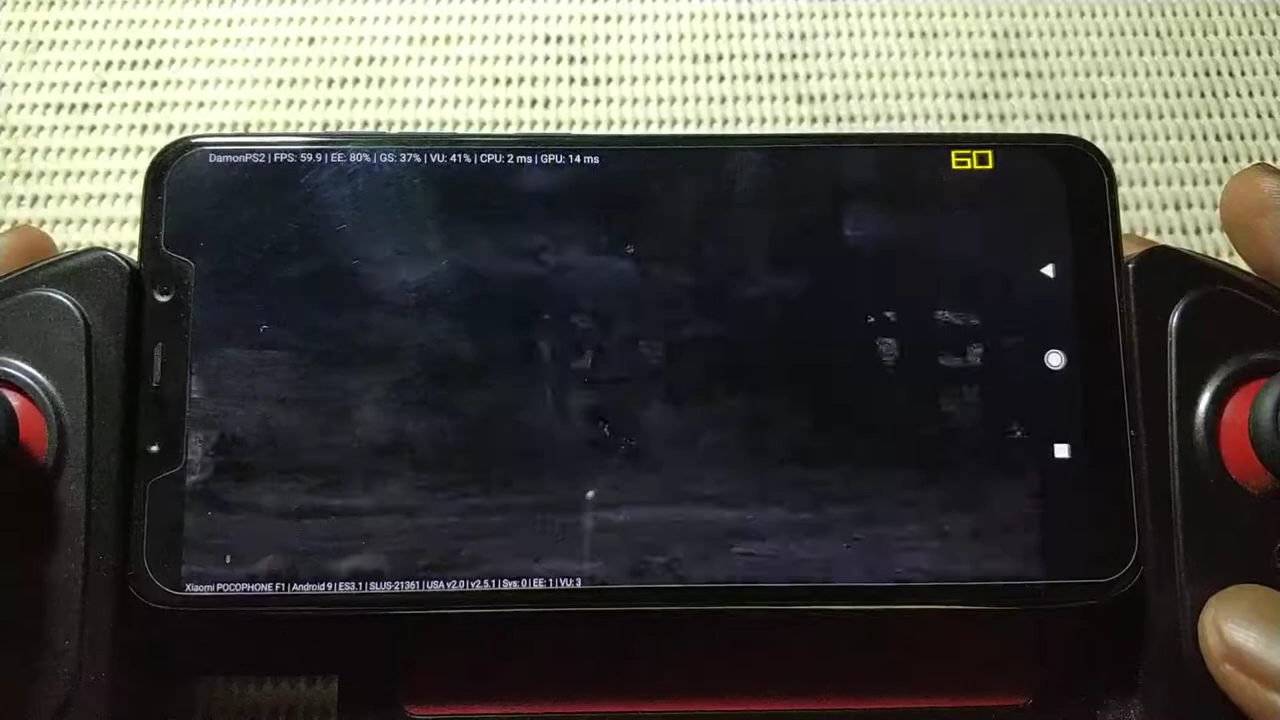 DamonPS2 | FPS: 59.9 | EE: 80% | GS: 37% | VU: 41% | CPU: 2 ms | GPU: 14 ms
60
Xiaomi POCOPHONE F1 | Android 9 | ES3.1 | SLUS-21361 | USA v2.0 | v2.5.1 | Sys: 0 | EE: 1 | VU: 3